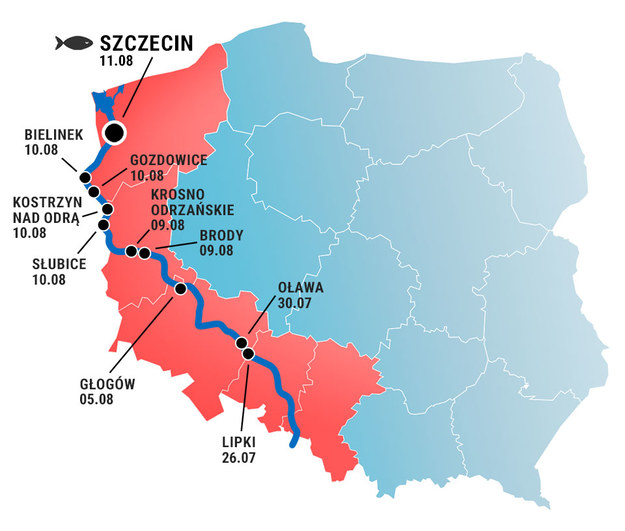 SZCZECIN
11.08
BIELINEK
10.08
GOZDOWICE
10.08
KOSTRZYN
NAD ODRĄ
10.08
KROSNO
ODRZAŃSKIE
09.08
BRODY
09.08
SŁUBICE
10.08
OŁAWA
30.07
GŁOGÓW
05.08
LIPKI
26.07